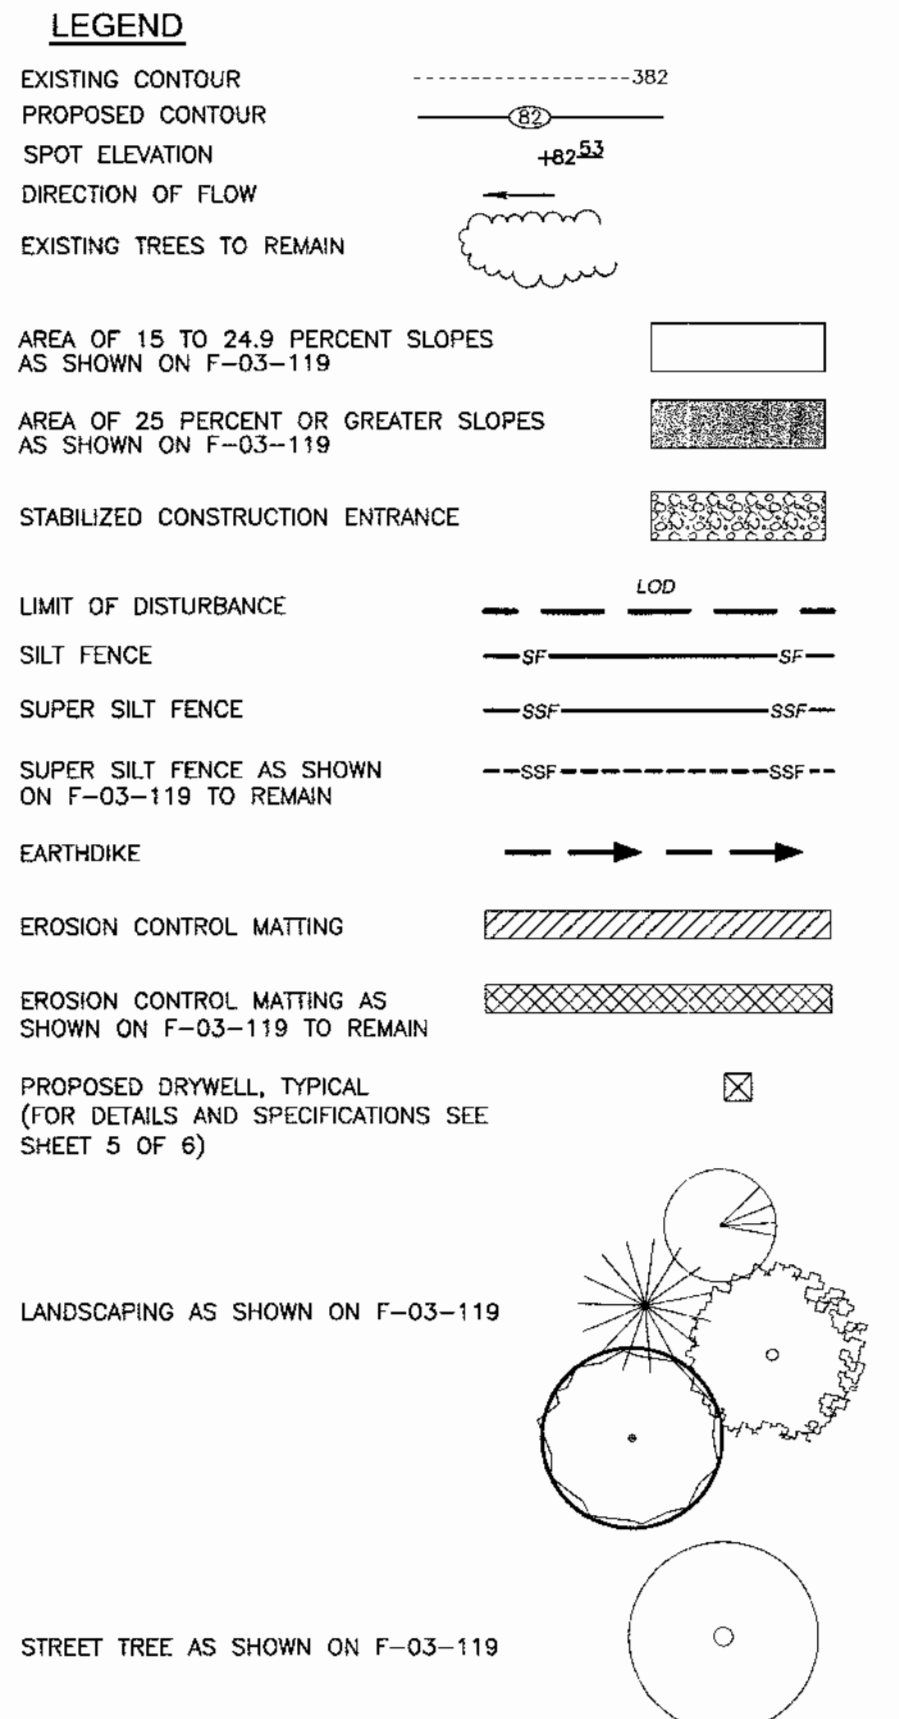 LEGEND
EXISTING CONTOUR 382
PROPOSED CONTOUR 82
SPOT ELEVATION +82 53
DIRECTION OF FLOW
EXISTING TREES TO REMAIN
AREA OF 15 TO 24.9 PERCENT SLOPES
AS SHOWN ON F-03-119
AREA OF 25 PERCENT OR GREATER SLOPES
AS SHOWN ON F-03-119
STABILIZED CONSTRUCTION ENTRANCE
LOD
LIMIT OF DISTURBANCE
SILT FENCE SF SF
SUPER SILT FENCE SSF SSF
SUPER SILT FENCE AS SHOWN SSF SSF
ON F-03-119 TO REMAIN
EARTHDIKE
EROSION CONTROL MATTING
EROSION CONTROL MATTING AS
SHOWN ON F-03-119 TO REMAIN
PROPOSED DRYWELL, TYPICAL
(FOR DETAILS AND SPECIFICATIONS SEE
SHEET 5 OF 6)
LANDSCAPING AS SHOWN ON F-03-119
STREET TREE AS SHOWN ON F-03-119